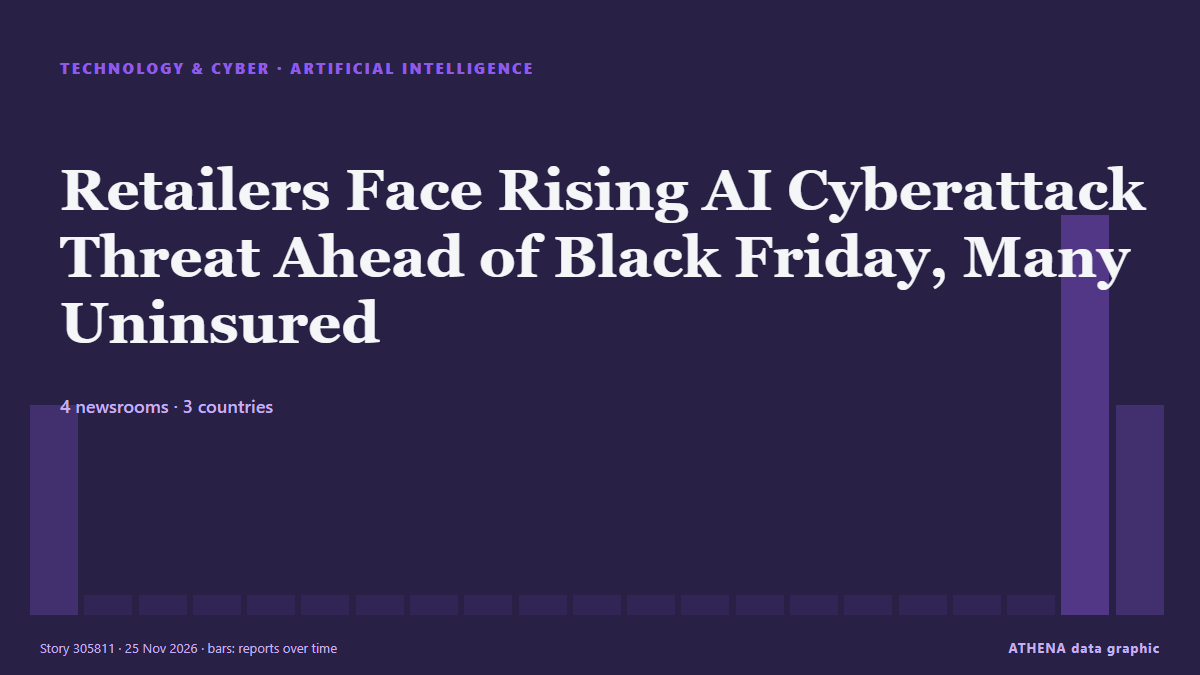 TECHNOLOGY & CYBER · ARTIFICIAL INTELLIGENCE
Retailers Face Rising AI Cyberattack
Threat Ahead of Black Friday, Many
Uninsured
4 newsrooms · 3 countries
Story 305811 · 25 Nov 2026 · bars: reports over time
ATHENA data graphic